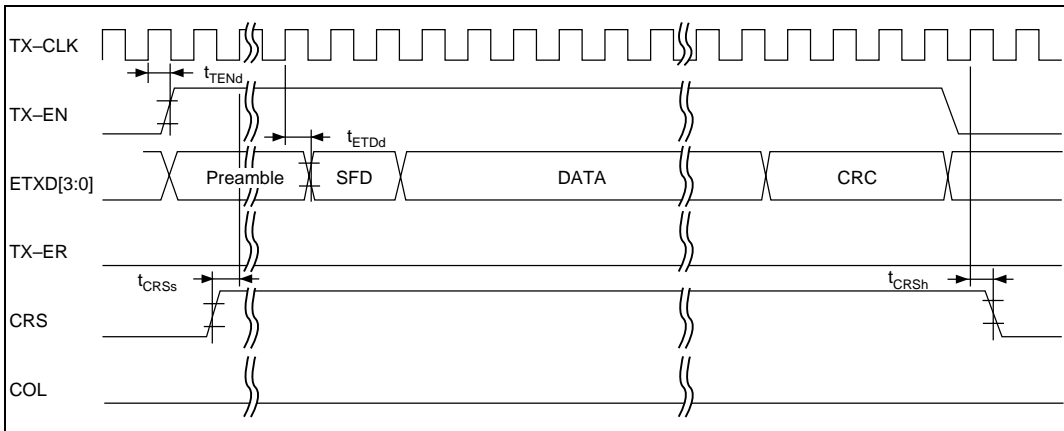 TX–CLK
tTENd
TX–EN
tETDd
ETXD[3:0]
Preamble SFD DATA CRC
TX–ER
tCRSs tCRSh
CRS
COL